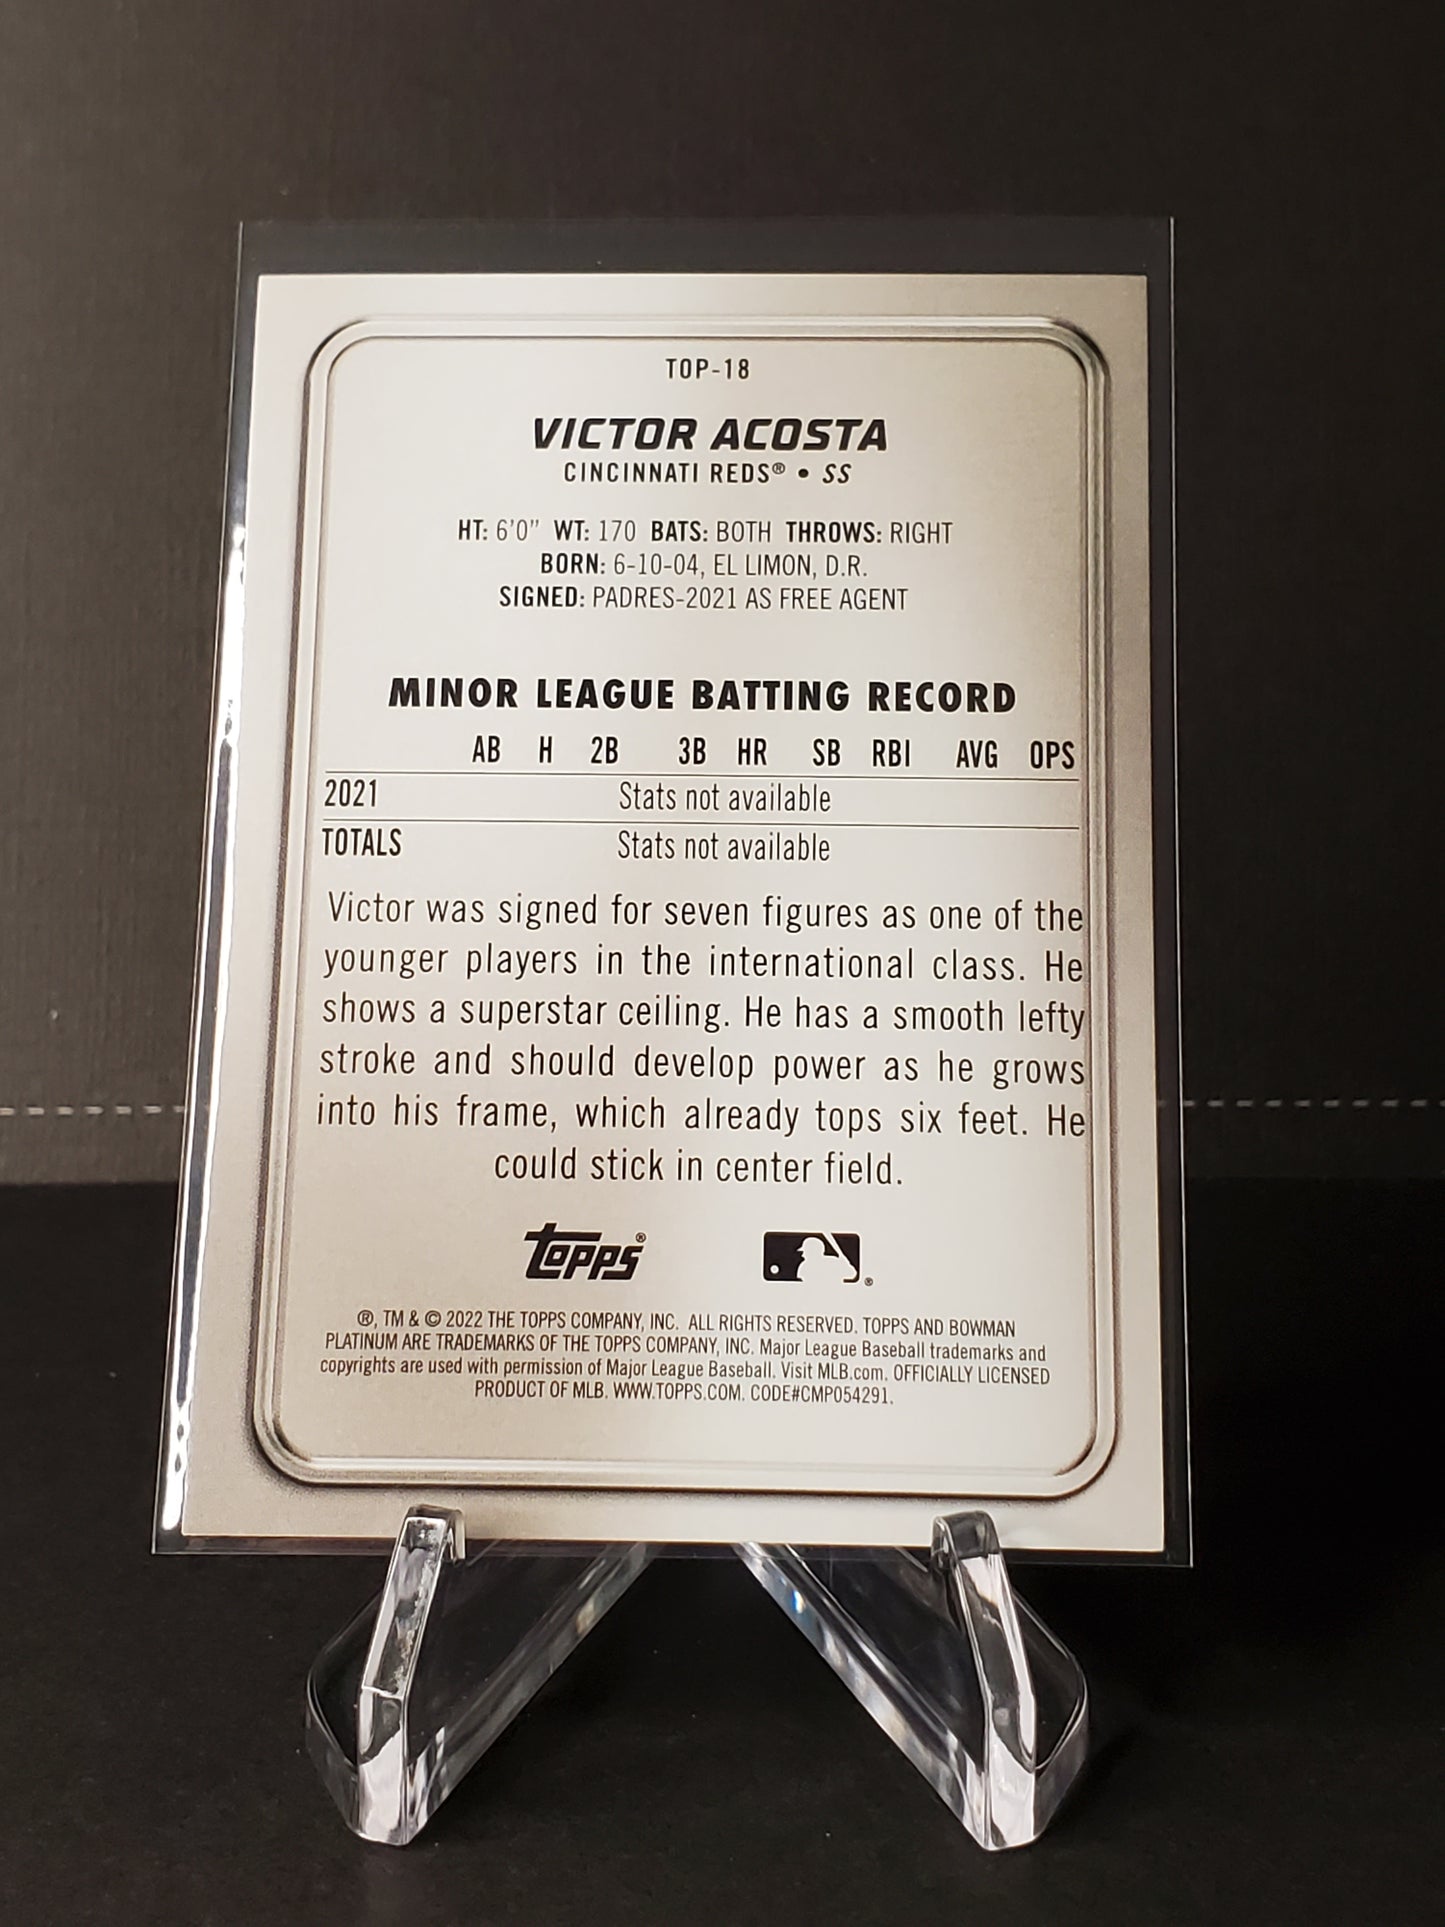 TOP-18
VICTOR ACOSTA
CINCINNATI REDS® • SS
HT: 6'0" WT: 170 BATS: BOTH THROWS: RIGHT
BORN: 6-10-04, EL LIMON, D.R.
SIGNED: PADRES-2021 AS FREE AGENT
MINOR LEAGUE BATTING RECORD
AB H 2B 3B HR SB RBI AVG OPS
2021 Stats not available
TOTALS Stats not available
Victor was signed for seven figures as one of the
younger players in the international class. He
shows a superstar ceiling. He has a smooth lefty
stroke and should develop power as he grows
into his frame, which already tops six feet. He
could stick in center field.
topps® ®
®, TM & © 2022 THE TOPPS COMPANY, INC. ALL RIGHTS RESERVED. TOPPS AND BOWMAN
PLATINUM ARE TRADEMARKS OF THE TOPPS COMPANY, INC. Major League Baseball trademarks and
copyrights are used with permission of Major League Baseball. Visit MLB.com. OFFICIALLY LICENSED
PRODUCT OF MLB. WWW.TOPPS.COM. CODE#CMP054291.